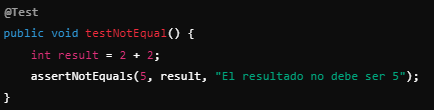 @Test
public void testNotEqual() {
    int result = 2 + 2;
    assertNotEquals(5, result, "El resultado no debe ser 5");
}